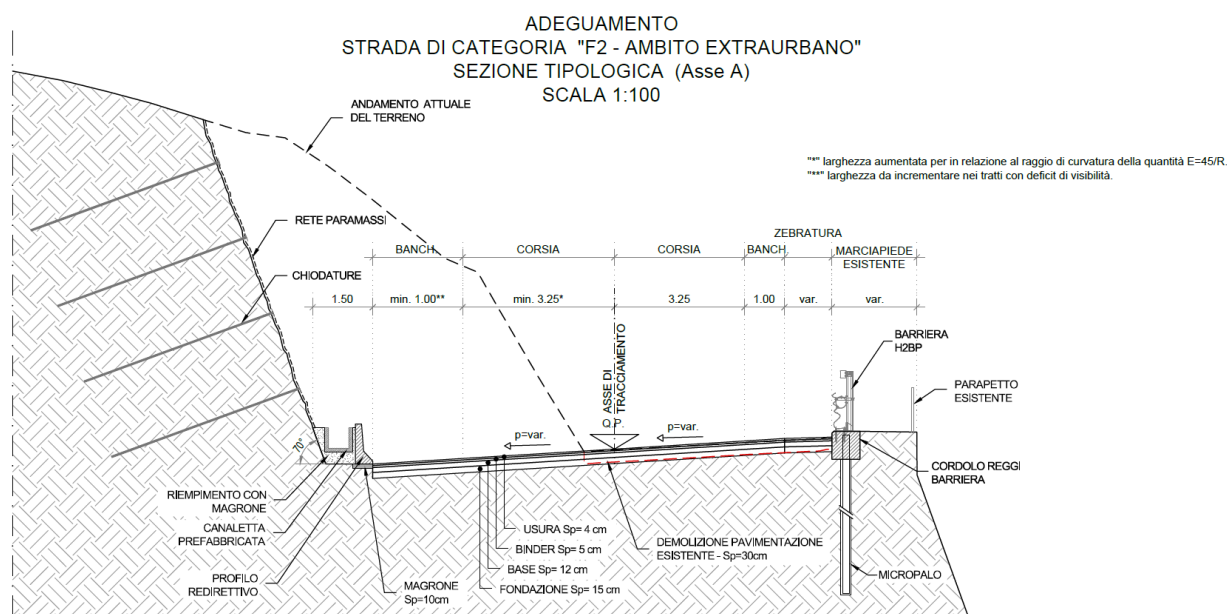 ADEGUAMENTO
STRADA DI CATEGORIA "F2 - AMBITO EXTRAURBANO"
SEZIONE TIPOLOGICA (Asse A)
SCALA 1:100
ANDAMENTO ATTUALE
DEL TERRENO
"*" larghezza aumentata per in relazione al raggio di curvatura della quantità E=45/R.
"**" larghezza da incrementare nei tratti con deficit di visibilità.
RETE PARAMASSI
ZEBRATURA
BANCH.
CORSIA
CORSIA
BANCH.
MARCIAPIEDE
ESISTENTE
CHIODATURE
1.50
min. 1.00**
min. 3.25*
3.25
1.00
var.
var.
ASSE DI
TRACCIAMENTO
Q.P.
BARRIERA
H2BP
PARAPETTO
ESISTENTE
p=var.
p=var.
70°
CORDOLO REGGI
BARRIERA
RIEMPIMENTO CON
MAGRONE
CANALETTA
PREFABBRICATA
PROFILO
REDIRETTIVO
MAGRONE
Sp=10cm
USURA Sp= 4 cm
BINDER Sp= 5 cm
BASE Sp= 12 cm
FONDAZIONE Sp= 15 cm
DEMOLIZIONE PAVIMENTAZIONE
ESISTENTE - Sp=30cm
MICROPALO